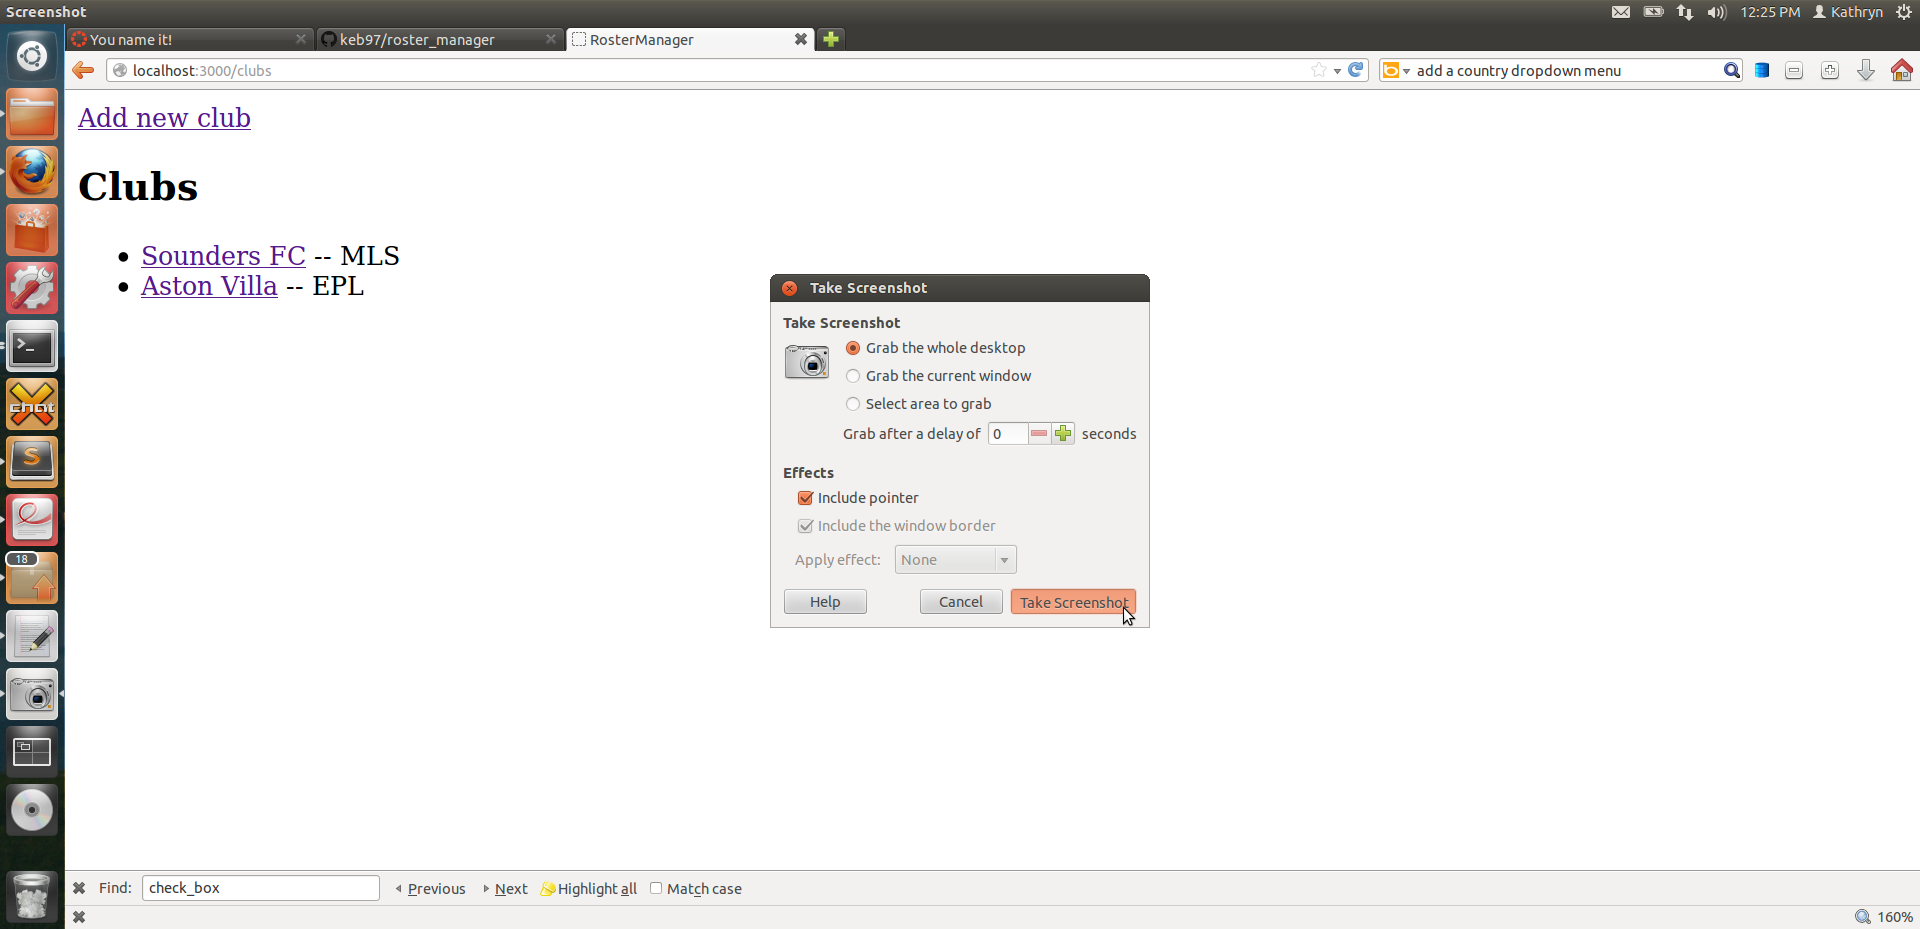 Screenshot
12:25 PM Kathryn
You name it!
keb97/roster_manager
RosterManager
localhost:3000/clubs
add a country dropdown menu
Add new club
Clubs
Sounders FC -- MLS
Aston Villa -- EPL
Take Screenshot
Take Screenshot
Grab the whole desktop
Grab the current window
Select area to grab
Grab after a delay of 0 seconds
Effects
Include pointer
Include the window border
Apply effect: None
Help Cancel Take Screenshot
chat
S
18
Find: check_box Previous Next Highlight all Match case
160%